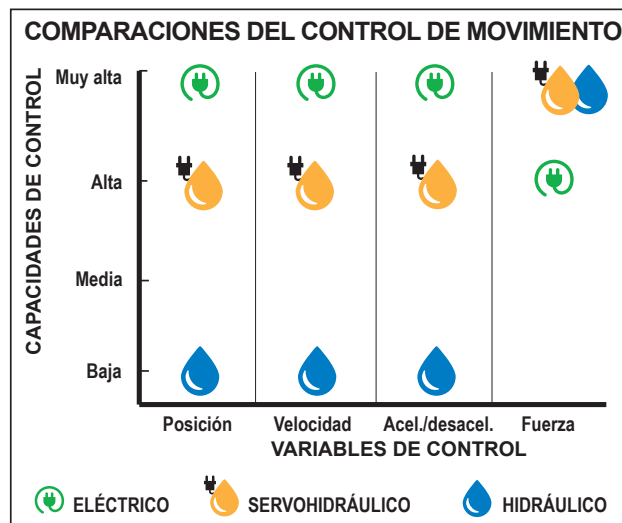 COMPARACIONES DEL CONTROL DE MOVIMIENTO
CAPACIDADES DE CONTROL
Muy alta
Alta
Media
Baja
Posición Velocidad Acel./desacel. Fuerza
VARIABLES DE CONTROL
ELÉCTRICO SERVOHIDRÁULICO HIDRÁULICO